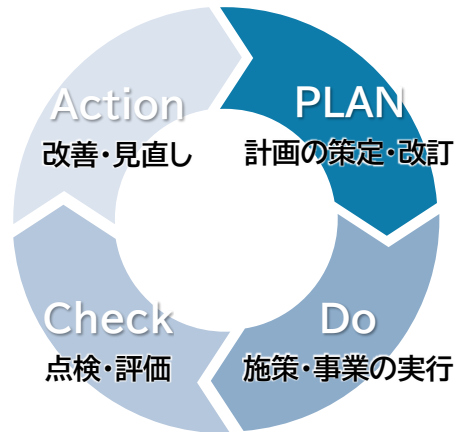 Action
改善・見直し
PLAN
計画の策定・改訂
Check
点検・評価
Do
施策・事業の実行